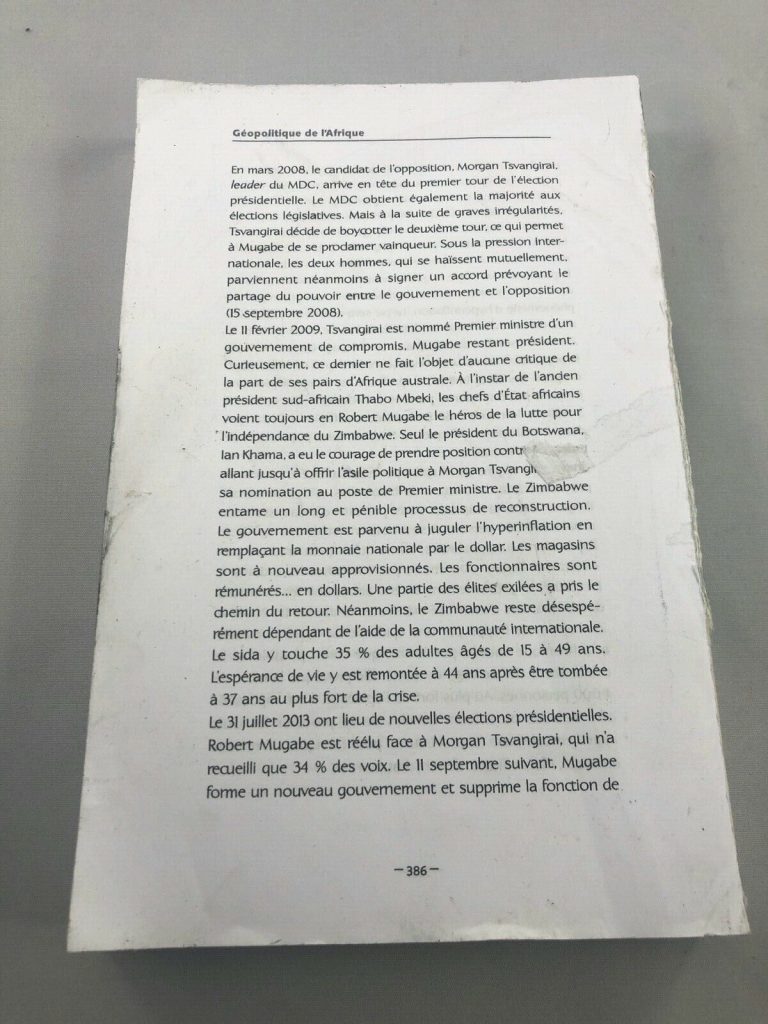 Géopolitique de l'Afrique
En mars 2008, le candidat de l'opposition, Morgan Tsvangirai,
leader du MDC, arrive en tête du premier tour de l'élection
présidentielle. Le MDC obtient également la majorité aux
élections législatives. Mais à la suite de graves irrégularités,
Tsvangirai décide de boycotter le deuxième tour, ce qui permet
à Mugabe de se proclamer vainqueur. Sous la pression inter-
nationale, les deux hommes, qui se haïssent mutuellement,
parviennent néanmoins à signer un accord prévoyant le
partage du pouvoir entre le gouvernement et l'opposition
(15 septembre 2008).
Le 11 février 2009, Tsvangirai est nommé Premier ministre d'un
gouvernement de compromis, Mugabe restant président.
Curieusement, ce dernier ne fait l'objet d'aucune critique de
la part de ses pairs d'Afrique australe. À l'instar de l'ancien
président sud-africain Thabo Mbeki, les chefs d'État africains
voient toujours en Robert Mugabe le héros de la lutte pour
l'indépendance du Zimbabwe. Seul le président du Botswana,
Ian Khama, a eu le courage de prendre position contr
allant jusqu'à offrir l'asile politique à Morgan Tsvangi
sa nomination au poste de Premier ministre. Le Zimbabwe
entame un long et pénible processus de reconstruction.
Le gouvernement est parvenu à juguler l'hyperinflation en
remplaçant la monnaie nationale par le dollar. Les magasins
sont à nouveau approvisionnés. Les fonctionnaires sont
rémunérés... en dollars. Une partie des élites exilées a pris le
chemin du retour. Néanmoins, le Zimbabwe reste désespé-
rément dépendant de l'aide de la communauté internationale.
Le sida y touche 35 % des adultes âgés de 15 à 49 ans.
L'espérance de vie y est remontée à 44 ans après être tombée
à 37 ans au plus fort de la crise.
Le 31 juillet 2013 ont lieu de nouvelles élections présidentielles.
Robert Mugabe est réélu face à Morgan Tsvangirai, qui n'a
recueilli que 34 % des voix. Le 11 septembre suivant, Mugabe
forme un nouveau gouvernement et supprime la fonction de
– 386 –